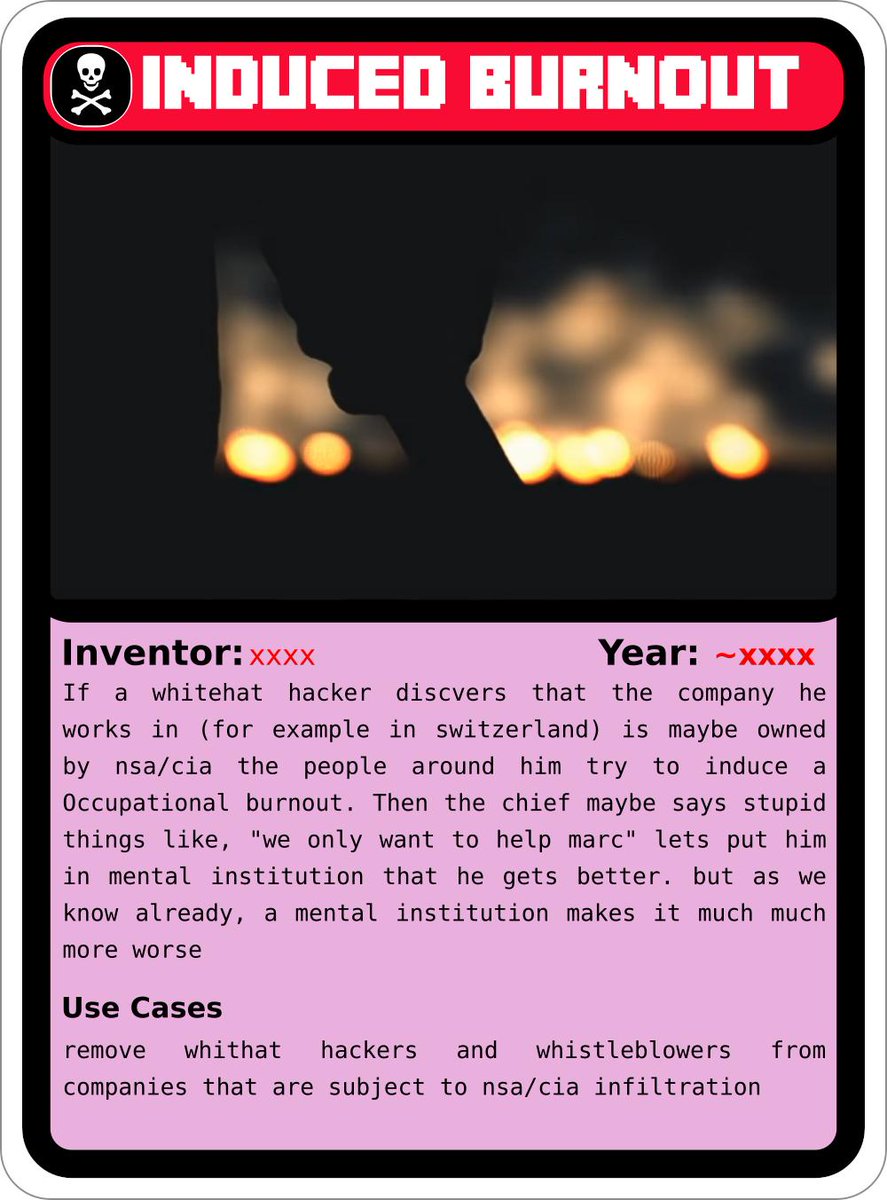 INDUCED BURNOUT
Inventor: xxxx
Year: ~xxxx
If a whitehat hacker discvers that the company he
works in (for example in switzerland) is maybe owned
by nsa/cia the people around him try to induce a
Occupational burnout. Then the chief maybe says stupid
things like, "we only want to help marc" lets put him
in mental institution that he gets better. but as we
know already, a mental institution makes it much much
more worse
Use Cases
remove whithat hackers and whistleblowers from
companies that are subject to nsa/cia infiltration